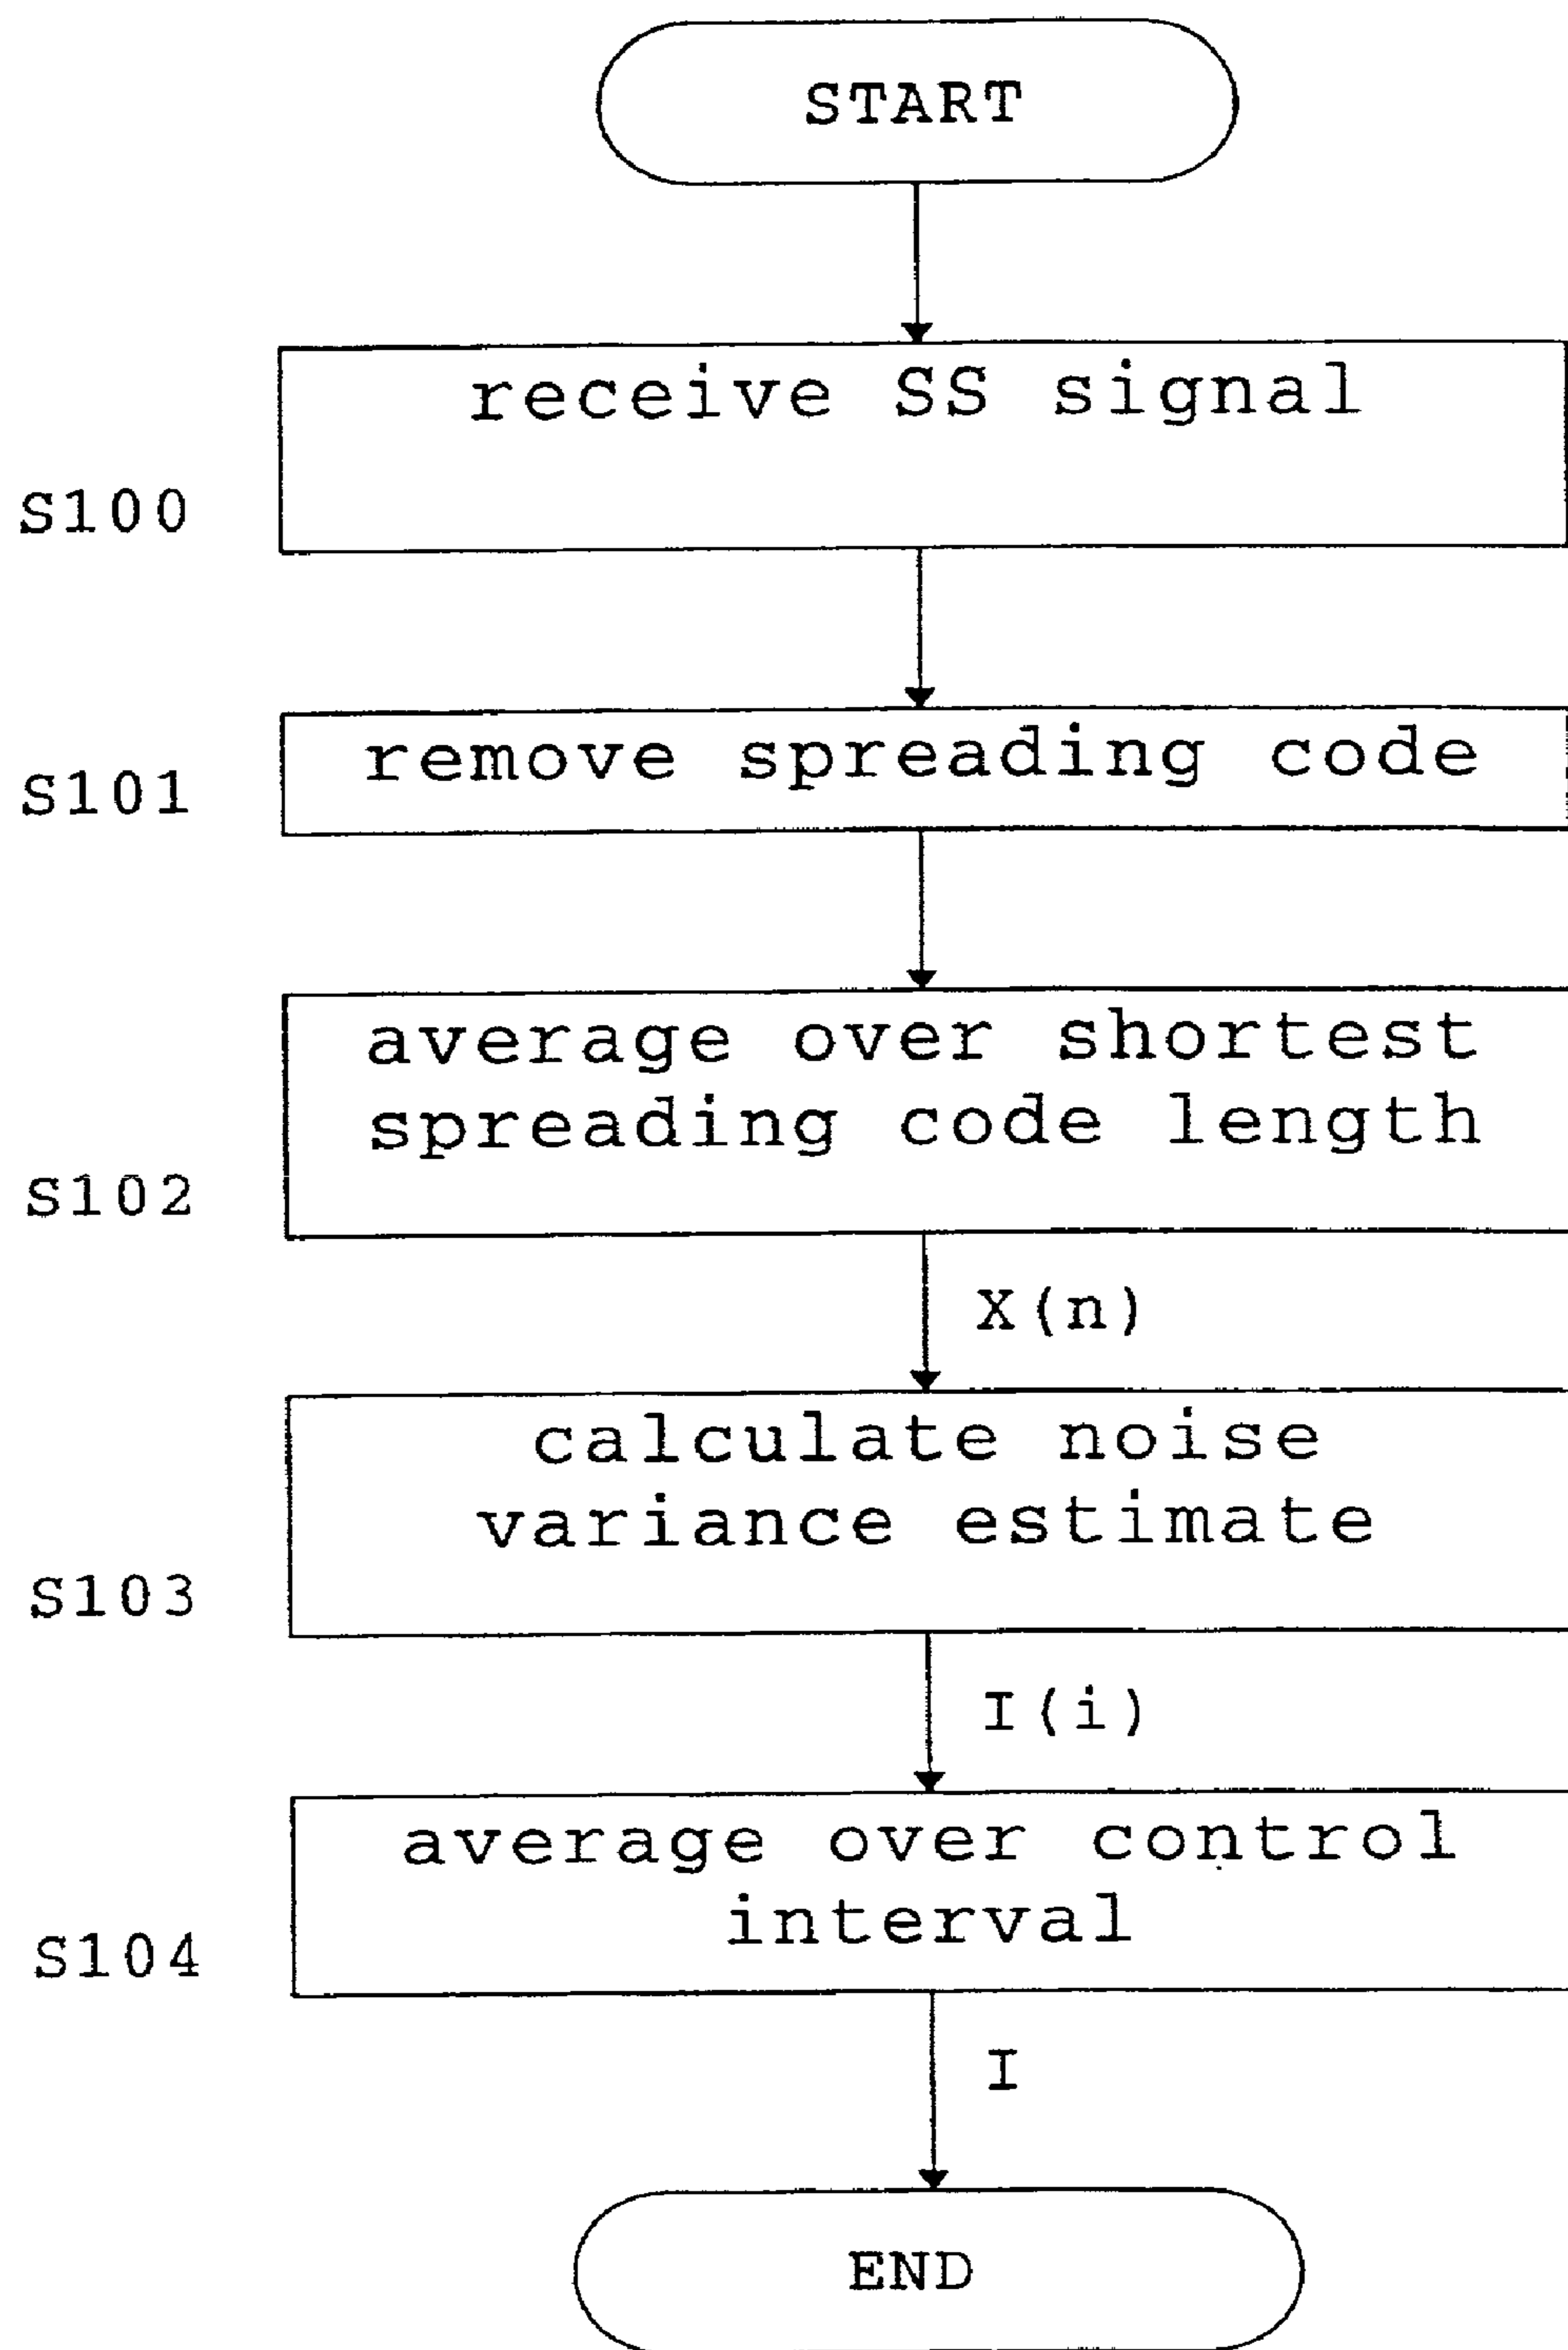 START
receive SS signal
S100
remove spreading code
S101
average over shortest
spreading code length
S102
X(n)
calculate noise
variance estimate
S103
I(i)
average over control
interval
S104
I
END